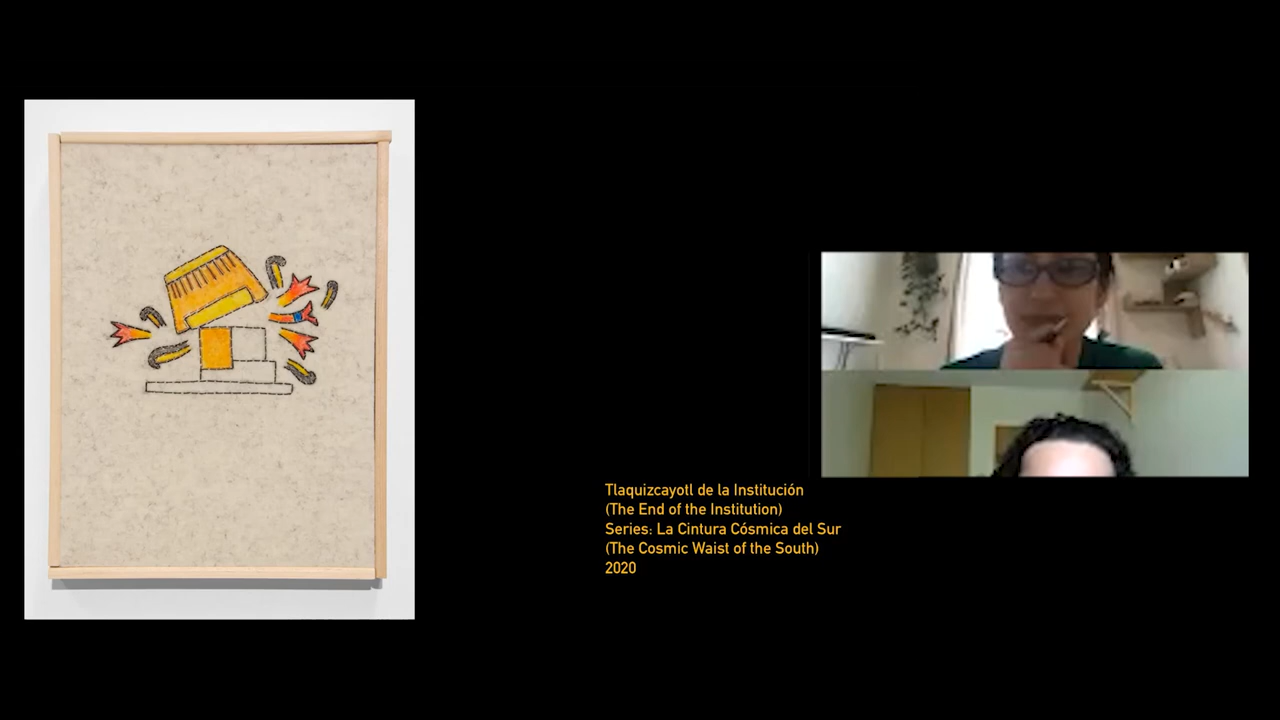 Tlaquizcayotl de la Institución
(The End of the Institution)
Series: La Cintura Cósmica del Sur
(The Cosmic Waist of the South)
2020